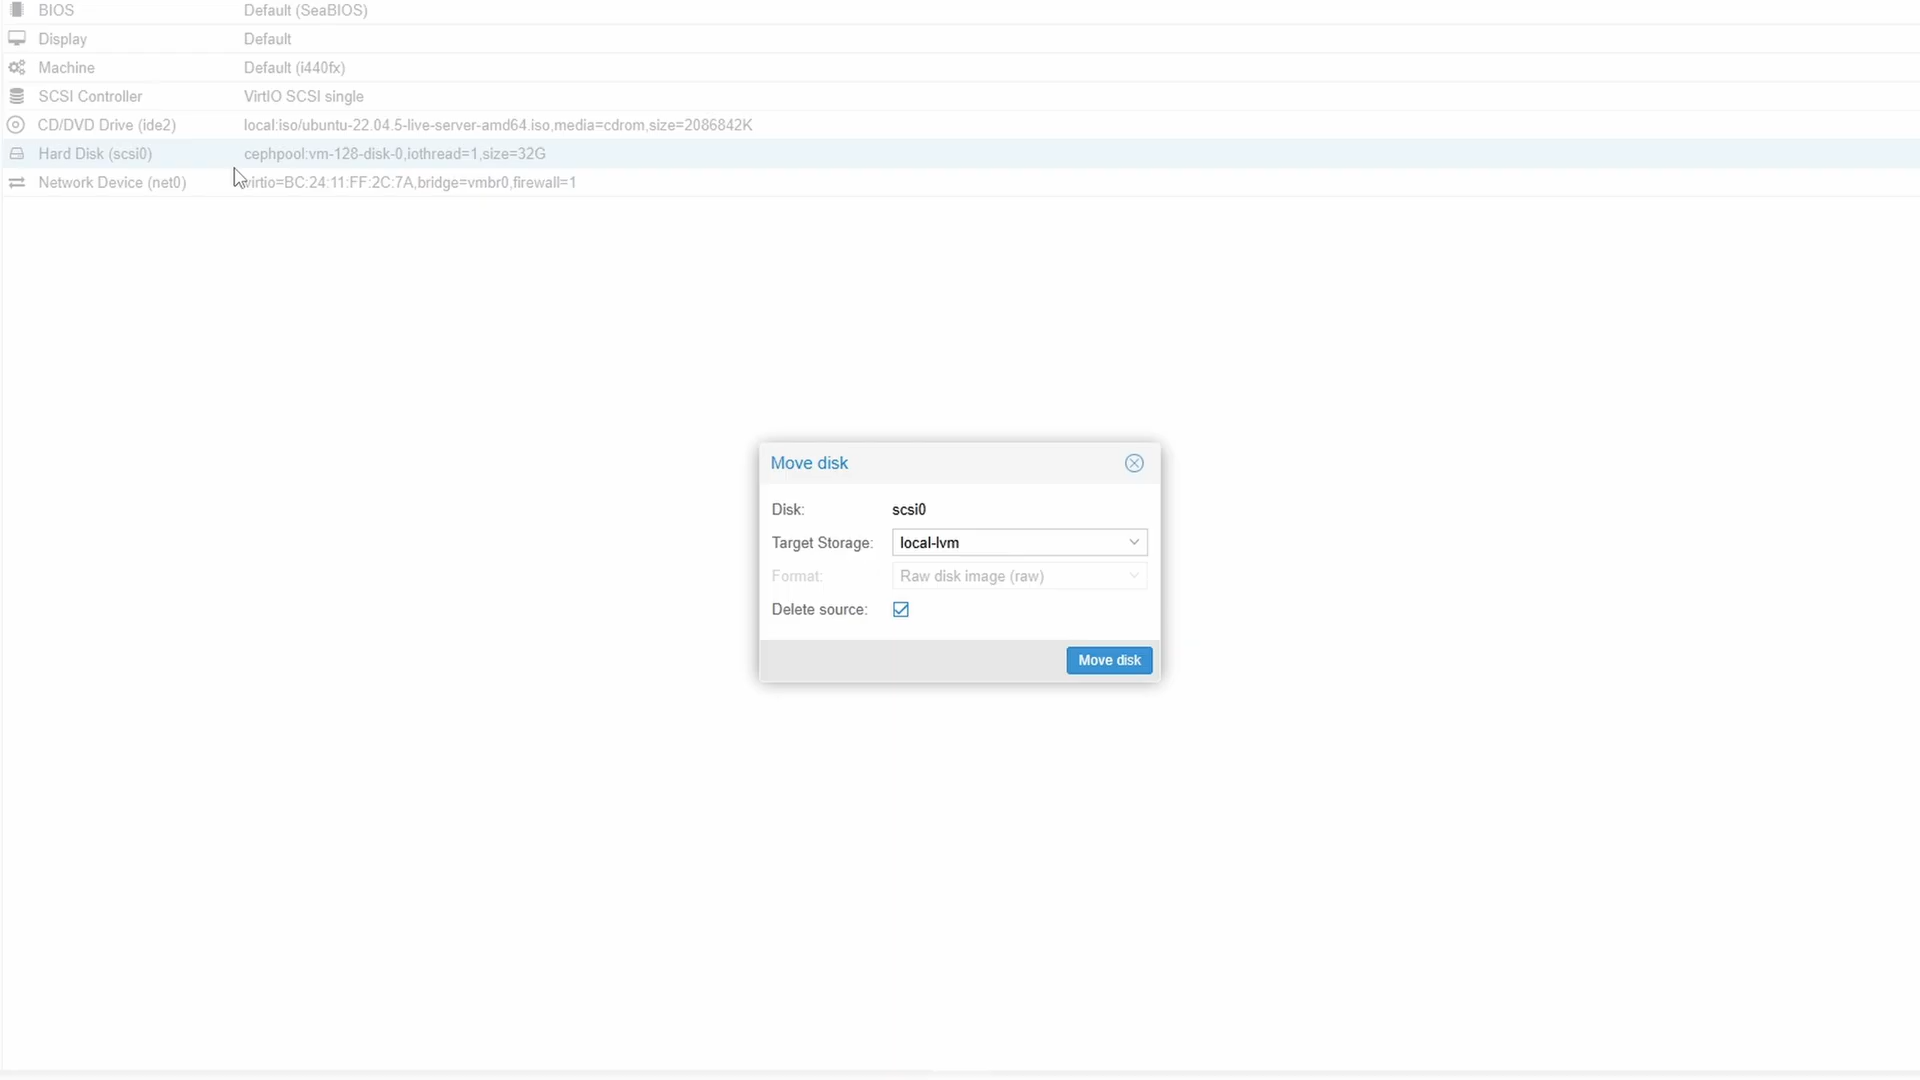 BIOS Default (SeaBIOS)
Display Default
Machine Default (i440fx)
SCSI Controller VirtIO SCSI single
CD/DVD Drive (ide2) local:iso/ubuntu-22.04.5-live-server-amd64.iso,media=cdrom,size=2086842K
Hard Disk (scsi0) cephpool:vm-128-disk-0,iothread=1,size=32G
Network Device (net0) virtio=BC:24:11:FF:2C:7A,bridge=vmbr0,firewall=1
Move disk
Disk: scsi0
Target Storage: local-lvm
Format: Raw disk image (raw)
Delete source:
Move disk